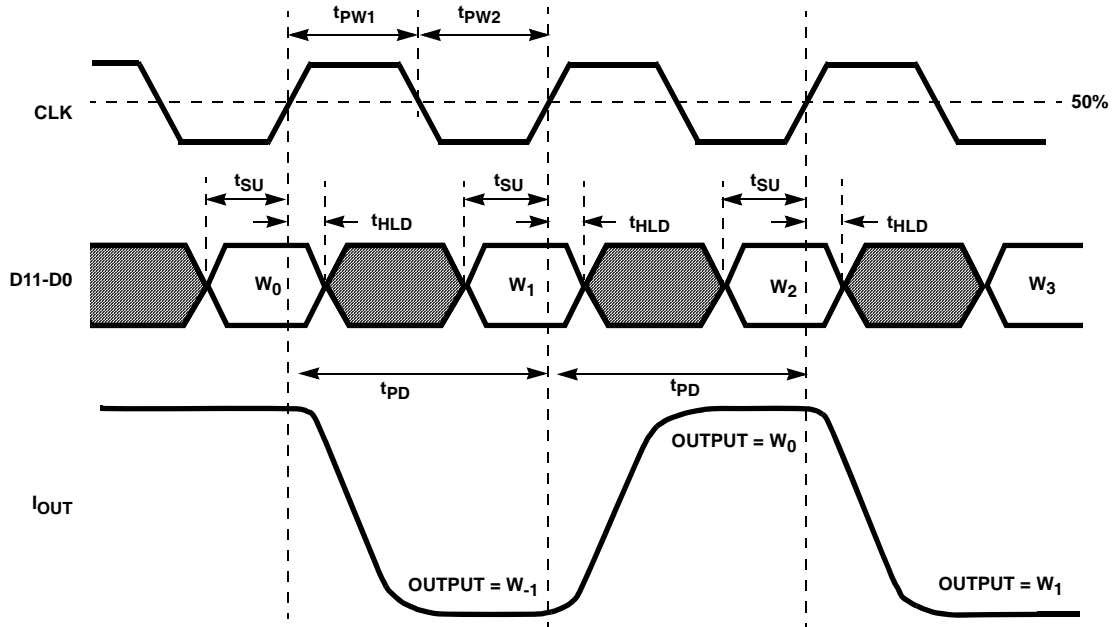 tPW1 tPW2
CLK
50%
tSU tSU tSU
tHLD tHLD tHLD
D11-D0
W0 W1 W2 W3
tPD tPD
OUTPUT = W0
IOUT
OUTPUT = W-1
OUTPUT = W1